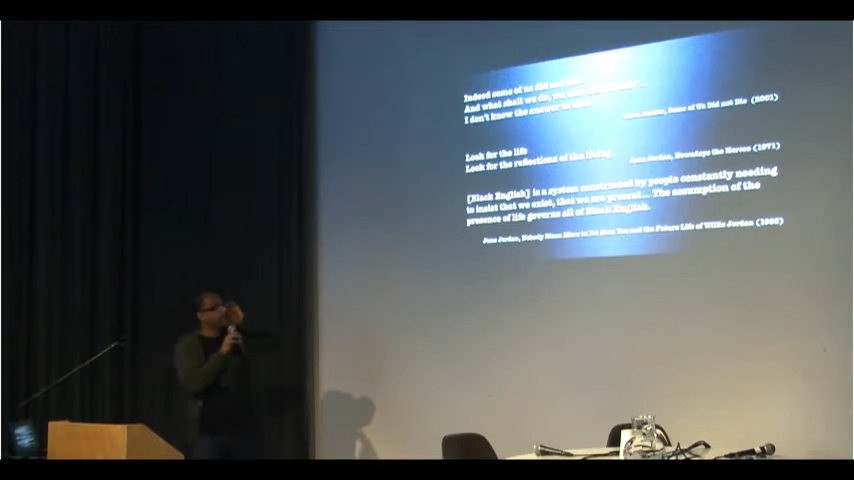 Indeed some of us did not
And what shall we do, we
I don't know the answer to
June Jordan, Some of Us Did not Die (2001)
Look for the life
Look for the reflections of the living
June Jordan, Nowadays the Heroes (1971)
[Black English] is a system constructed by people constantly needing
to insist that we exist, that we are present... The assumption of the
presence of life governs all of Black English.
June Jordan, Nobody Mean More to Me than You and the Future Life of Willie Jordan (1985)